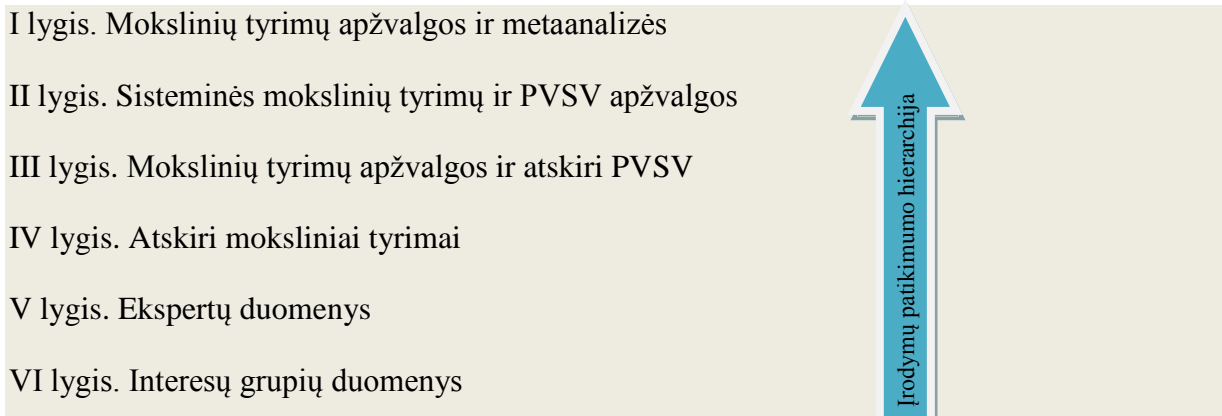 I lygis. Mokslinių tyrimų apžvalgos ir metaanalizės
II lygis. Sisteminės mokslinių tyrimų ir PVSV apžvalgos
III lygis. Mokslinių tyrimų apžvalgos ir atskiri PVSV
IV lygis. Atskiri moksliniai tyrimai
V lygis. Ekspertų duomenys
VI lygis. Interesų grupių duomenys
Įrodymų patikimumo hierarchija